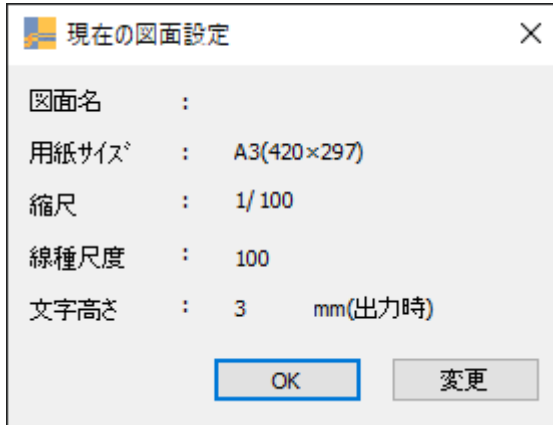 現在の図面設定
図面名 :
用紙サイズ : A3(420×297)
縮尺 : 1/100
線種尺度 : 100
文字高さ : 3 mm(出力時)
OK 変更